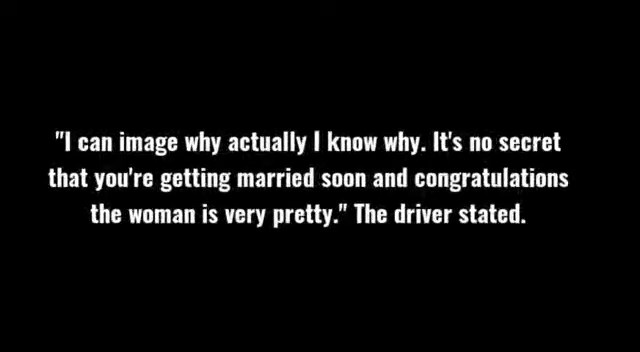 "I can image why actually I know why. It's no secret
that you're getting married soon and congratulations
the woman is very pretty." The driver stated.